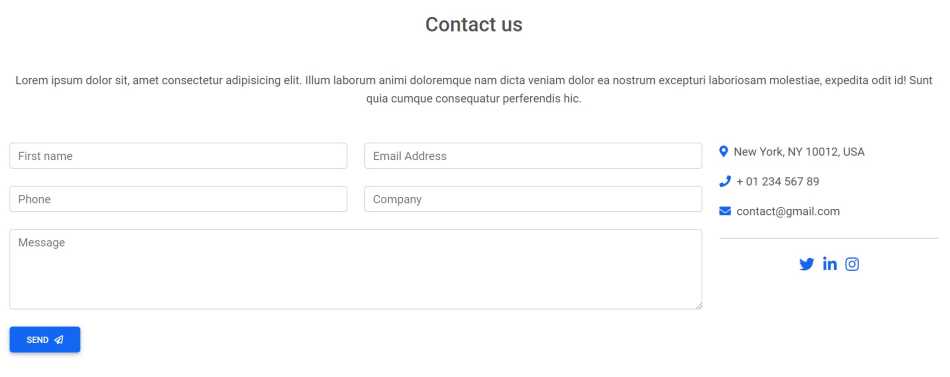 Contact us
Lorem ipsum dolor sit, amet consectetur adipisicing elit. Illum laborum animi doloremque nam dicta veniam dolor ea nostrum excepturi laboriosam molestiae, expedita odit id! Sunt
quia cumque consequatur perferendis hic.
First name
Email Address
Phone
Company
Message
SEND
New York, NY 10012, USA
+ 01 234 567 89
contact@gmail.com